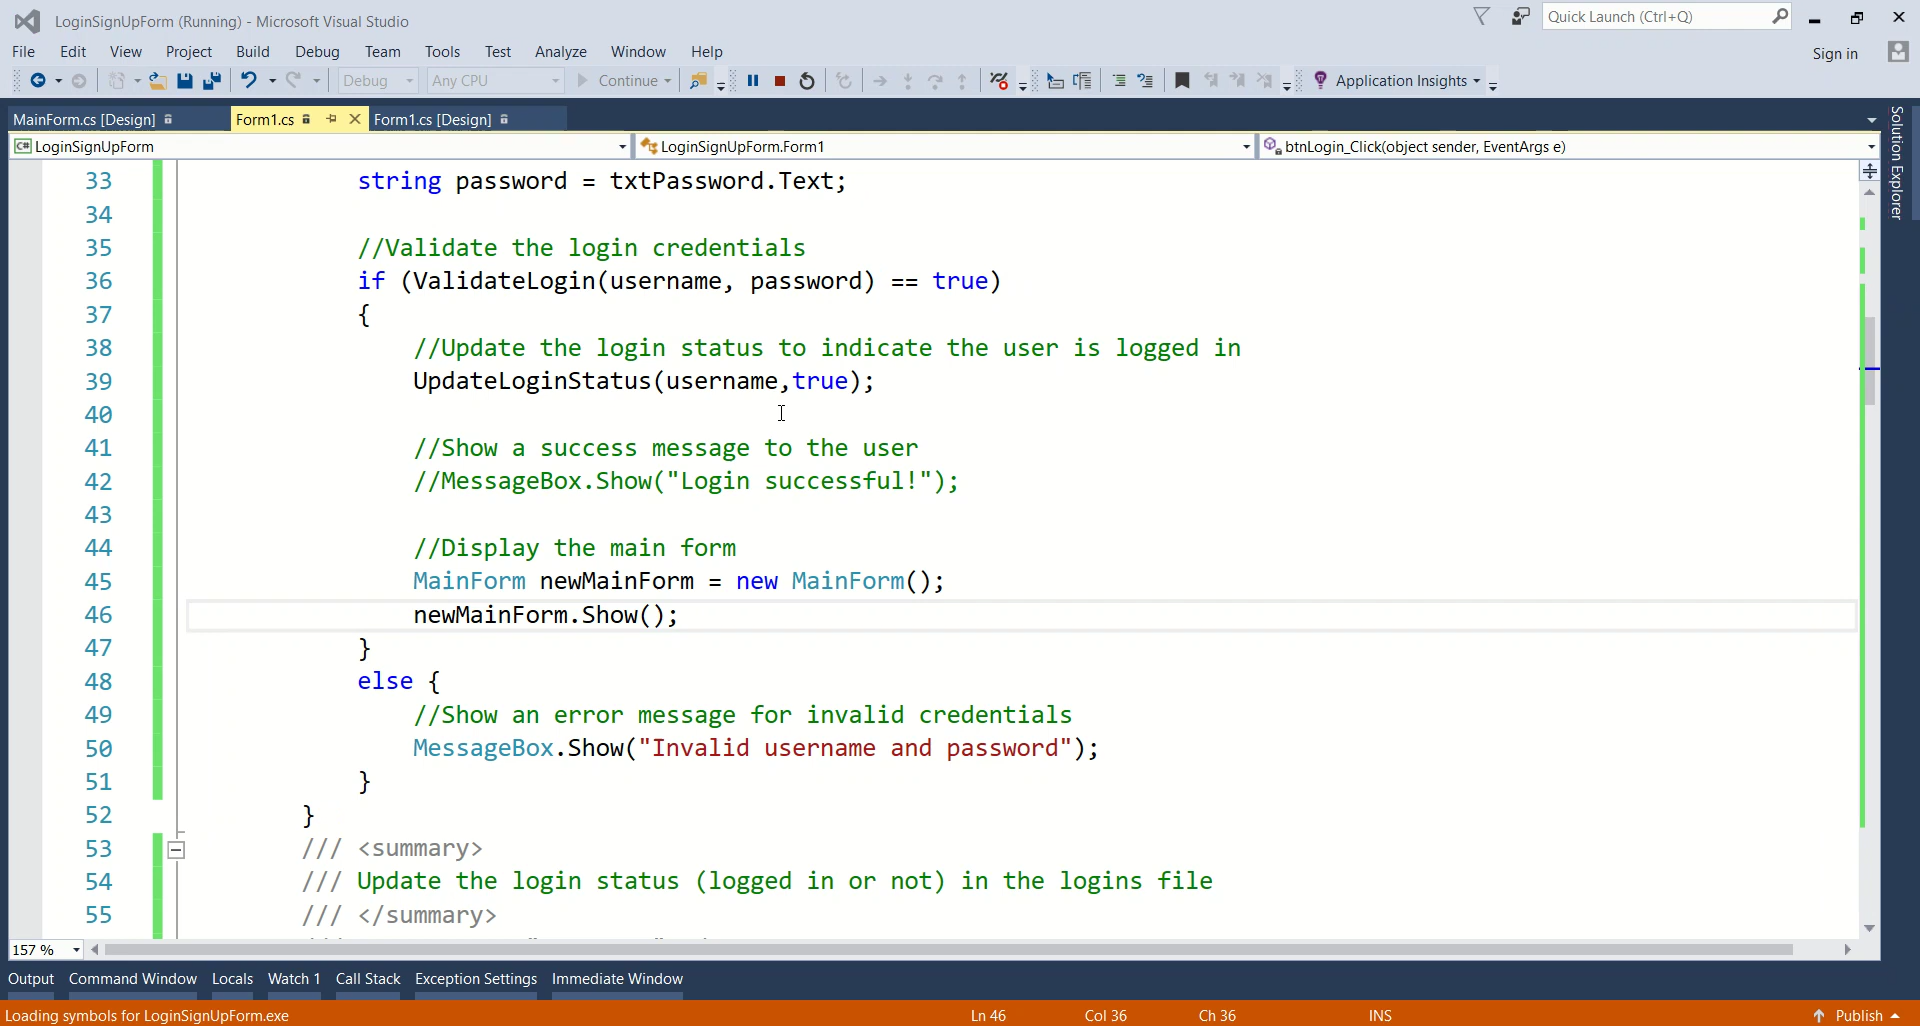 LoginSignUpForm (Running) - Microsoft Visual Studio
Quick Launch (Ctrl+Q)
File Edit View Project Build Debug Team Tools Test Analyze Window Help
Sign in
Debug Any CPU Continue Application Insights
MainForm.cs [Design] Form1.cs Form1.cs [Design]
Solution Explorer
C# LoginSignUpForm LoginSignUpForm.Form1 btnLogin_Click(object sender, EventArgs e)
33 string password = txtPassword.Text;
34
35 //Validate the login credentials
36 if (ValidateLogin(username, password) == true)
37 {
38 //Update the login status to indicate the user is logged in
39 UpdateLoginStatus(username,true);
40
41 //Show a success message to the user
42 //MessageBox.Show("Login successful!");
43
44 //Display the main form
45 MainForm newMainForm = new MainForm();
46 newMainForm.Show();
47 }
48 else {
49 //Show an error message for invalid credentials
50 MessageBox.Show("Invalid username and password");
51 }
52 }
53 /// <summary>
54 /// Update the login status (logged in or not) in the logins file
55 /// </summary>
157 %
Output Command Window Locals Watch 1 Call Stack Exception Settings Immediate Window
Loading symbols for LoginSignUpForm.exe Ln 46 Col 36 Ch 36 INS Publish